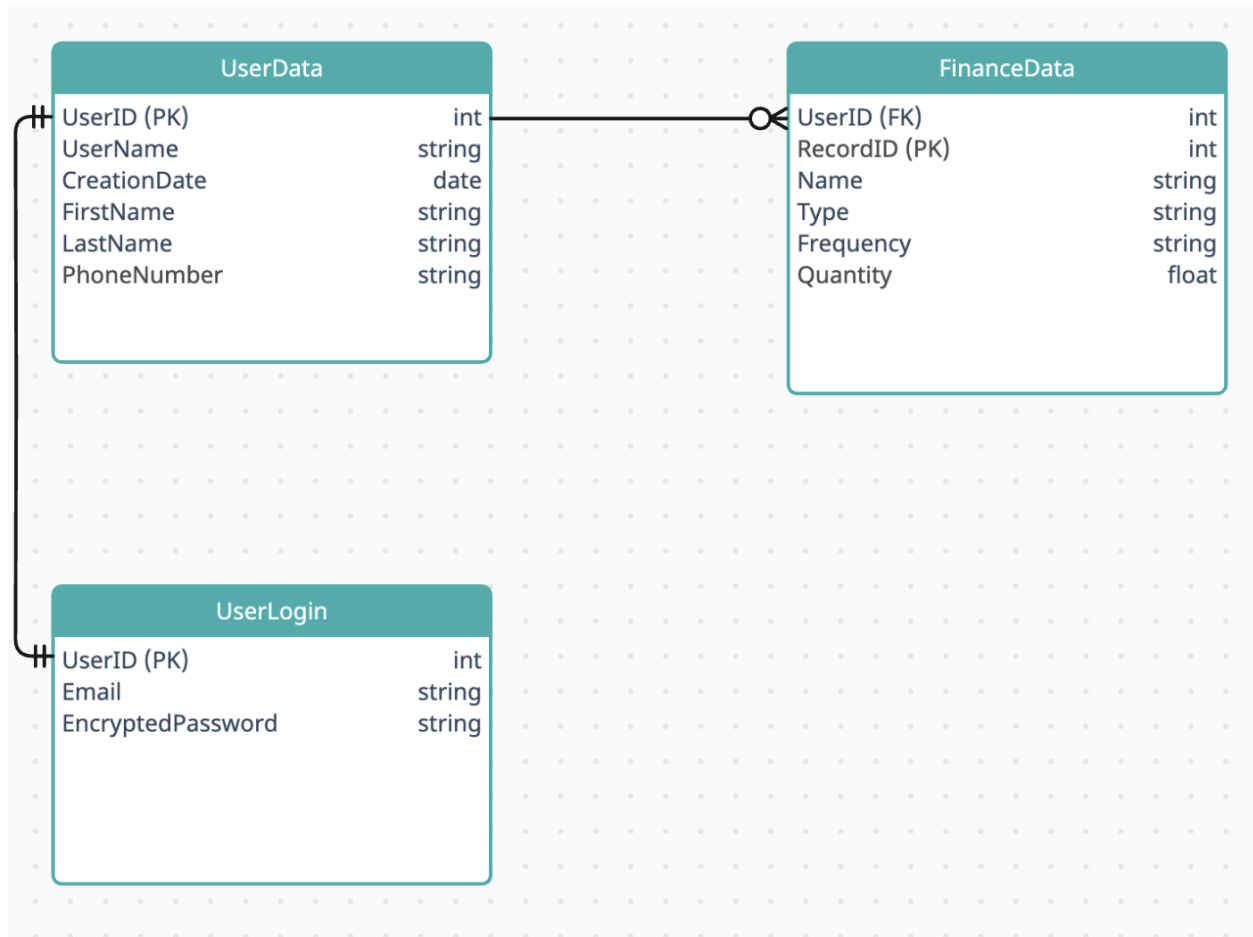 UserData
UserID (PK) int
UserName string
CreationDate date
FirstName string
LastName string
PhoneNumber string
FinanceData
UserID (FK) int
RecordID (PK) int
Name string
Type string
Frequency string
Quantity float
UserLogin
UserID (PK) int
Email string
EncryptedPassword string